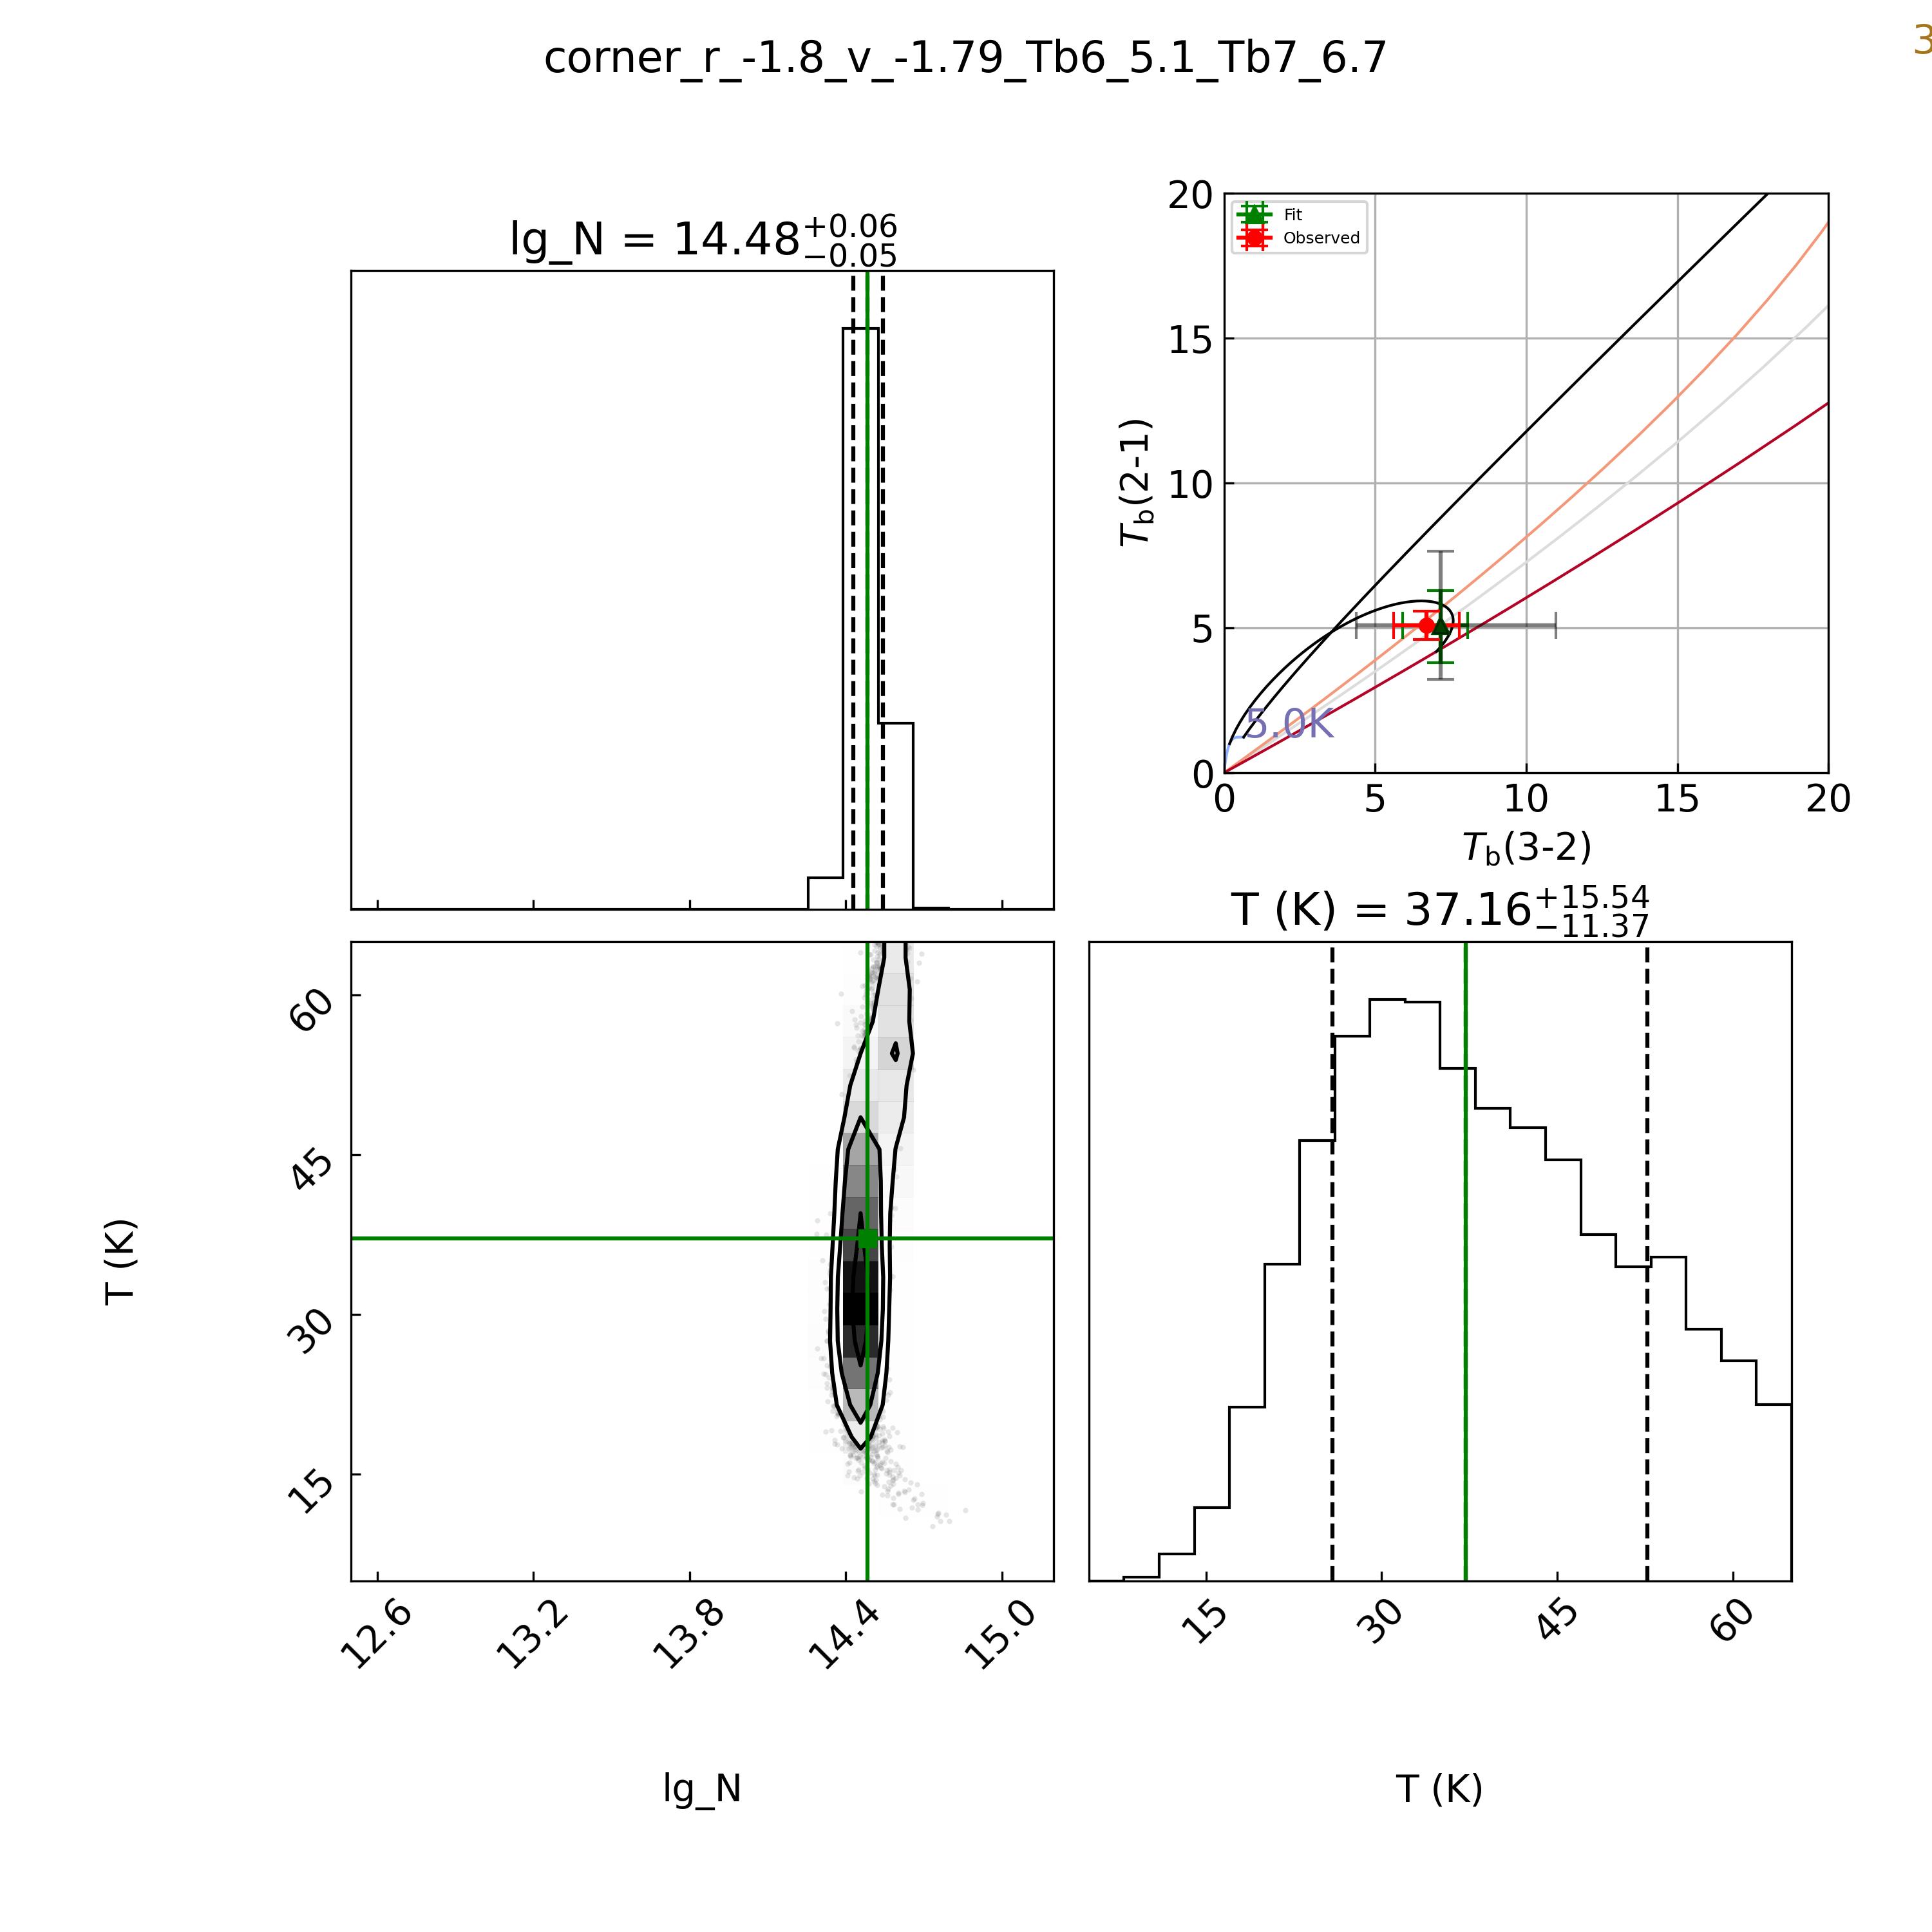 corner_r_-1.8_v_-1.79_Tb6_5.1_Tb7_6.7
3
lg_N = 14.48+0.06−0.05
20
15
10
5
0
Tb(2-1)
Fit
Observed
5.0K
0 5 10 15 20
Tb(3-2)
T (K) = 37.16+15.54−11.37
60
45
30
15
T (K)
12.6 13.2 13.8 14.4 15.0
lg_N
15 30 45 60
T (K)